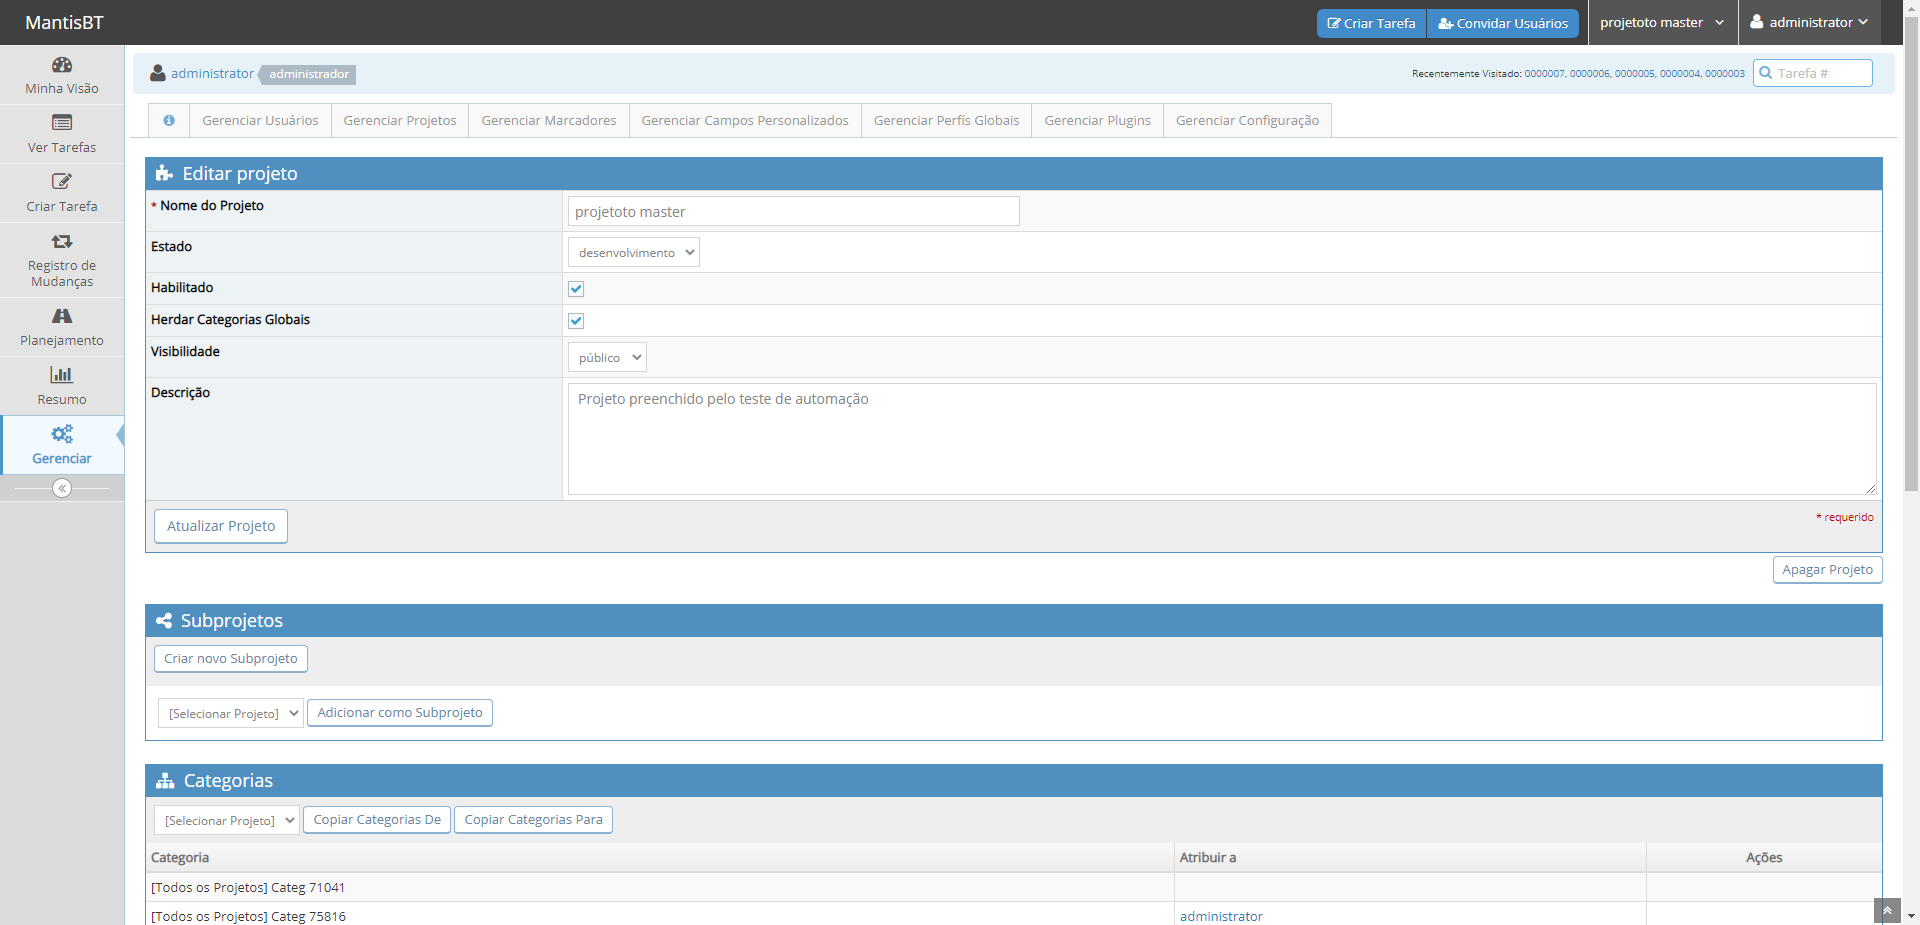 MantisBT
Criar Tarefa
Convidar Usuários
projetoto master
administrator
Minha Visão
Ver Tarefas
Criar Tarefa
Registro de
Mudanças
Planejamento
Resumo
Gerenciar
administrator administrador
Recentemente Visitado: 0000007, 0000006, 0000005, 0000004, 0000003
Tarefa #
Gerenciar Usuários
Gerenciar Projetos
Gerenciar Marcadores
Gerenciar Campos Personalizados
Gerenciar Perfís Globais
Gerenciar Plugins
Gerenciar Configuração
Editar projeto
* Nome do Projeto
projetoto master
Estado
desenvolvimento
Habilitado
Herdar Categorias Globais
Visibilidade
público
Descrição
Projeto preenchido pelo teste de automação
Atualizar Projeto
* requerido
Apagar Projeto
Subprojetos
Criar novo Subprojeto
[Selecionar Projeto]
Adicionar como Subprojeto
Categorias
[Selecionar Projeto]
Copiar Categorias De
Copiar Categorias Para
Categoria
Atribuir a
Ações
[Todos os Projetos] Categ 71041
[Todos os Projetos] Categ 75816
administrator